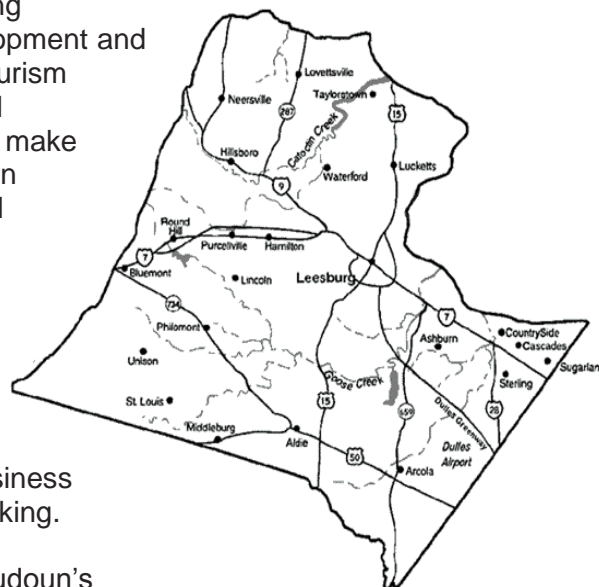 ng
opment and
urism
make
n
siness
king.
udoun's
Lovettsville
Neersville
Taylorstown
287
15
Catoctin Creek
Hillsboro
Waterford
Lucketts
9
Round
Hill
Purcellville
Hamilton
7
Bluemont
Lincoln
Leesburg
734
Philomont
7
CountrySide
Cascades
Ashburn
Sugarlan
Unison
Goose Creek
Sterling
St. Louis
15
659
Dulles Greenway
28
Middleburg
Aldie
50
Dulles
Airport
Arcola